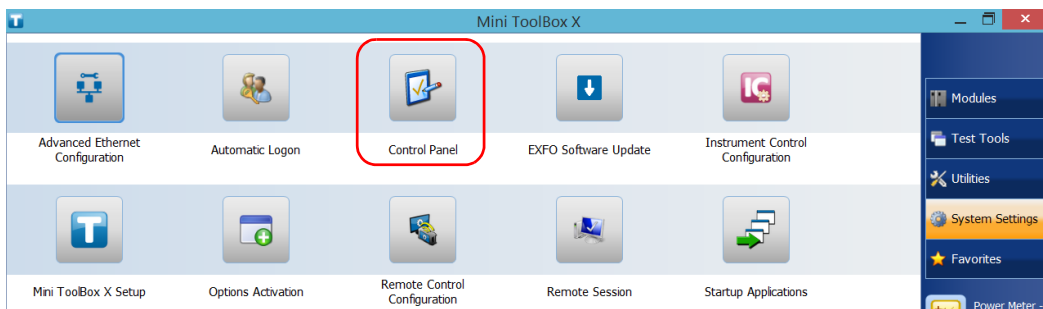 Mini ToolBox X
Modules
Test Tools
Utilities
System Settings
Favorites
Power Meter -
Advanced Ethernet
Configuration
Automatic Logon
Control Panel
EXFO Software Update
Instrument Control
Configuration
Mini ToolBox X Setup
Options Activation
Remote Control
Configuration
Remote Session
Startup Applications